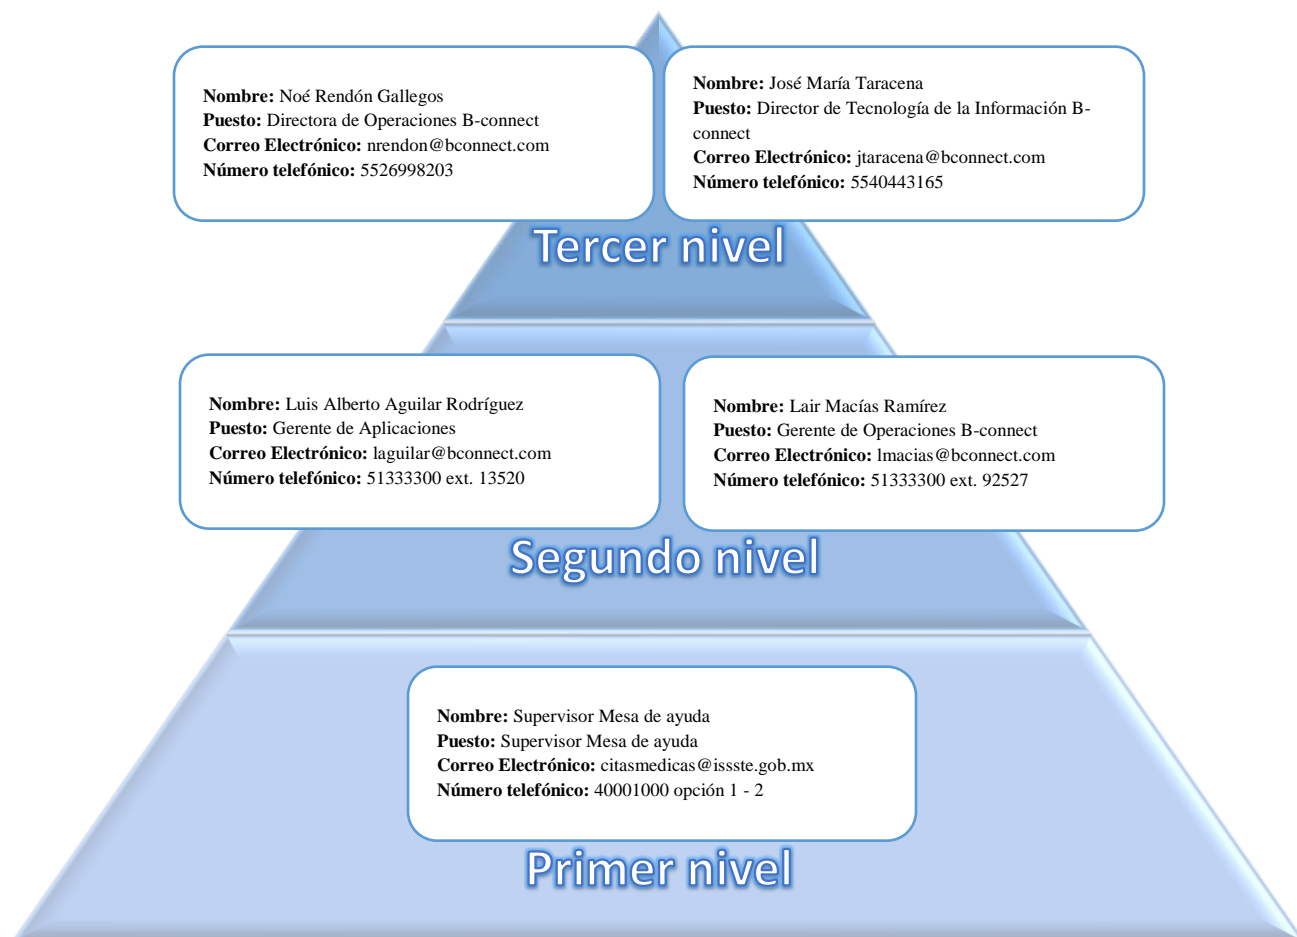 Nombre: Noé Rendón Gallegos
Puesto: Directora de Operaciones B-connect
Correo Electrónico: nrendon@bconnect.com
Número telefónico: 5526998203
Nombre: José María Taracena
Puesto: Director de Tecnología de la Información B-
connect
Correo Electrónico: jtaracena@bconnect.com
Número telefónico: 5540443165
Tercer nivel
Nombre: Luis Alberto Aguilar Rodríguez
Puesto: Gerente de Aplicaciones
Correo Electrónico: laguilar@bconnect.com
Número telefónico: 51333300 ext. 13520
Nombre: Lair Macías Ramírez
Puesto: Gerente de Operaciones B-connect
Correo Electrónico: lmacias@bconnect.com
Número telefónico: 51333300 ext. 92527
Segundo nivel
Nombre: Supervisor Mesa de ayuda
Puesto: Supervisor Mesa de ayuda
Correo Electrónico: citasmedicas@issste.gob.mx
Número telefónico: 40001000 opción 1 - 2
Primer nivel